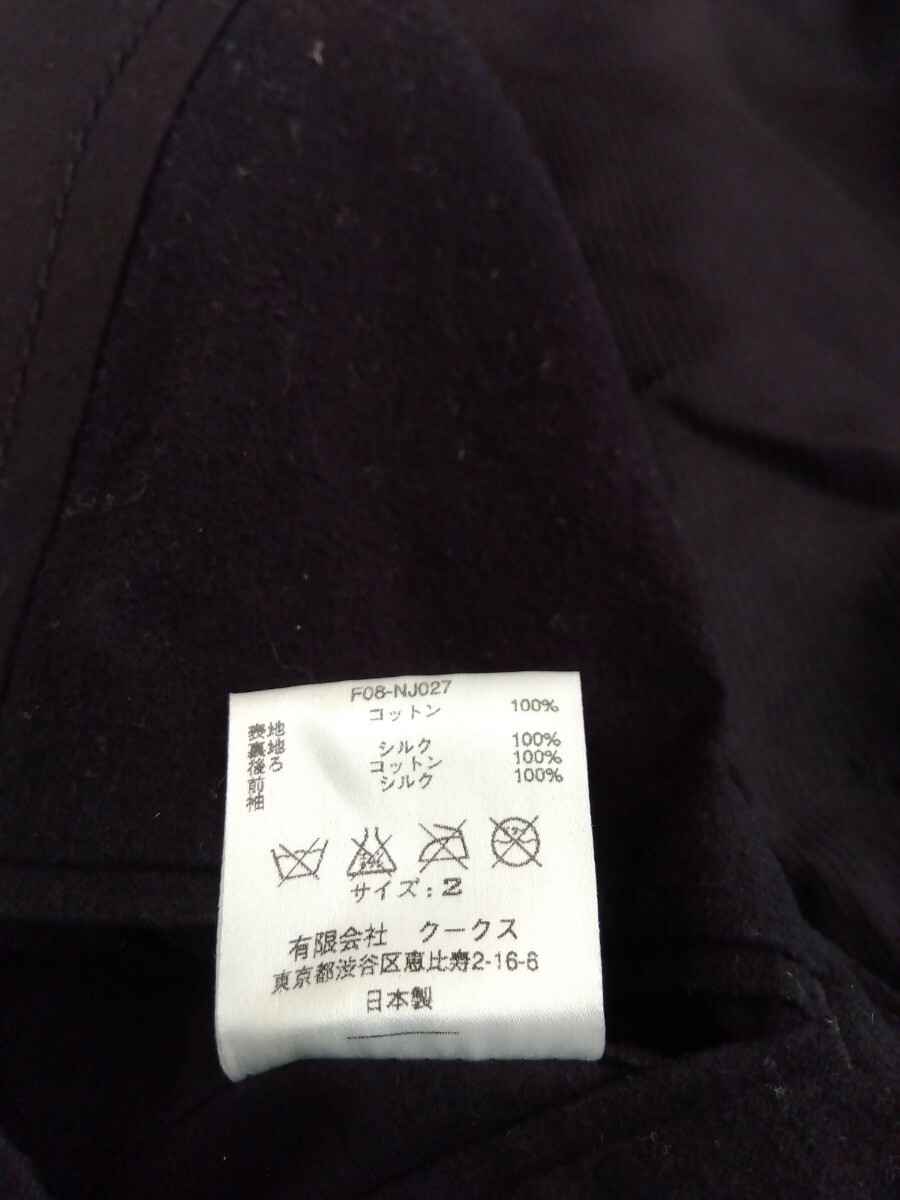 F08-NJ027
表地 コットン 100%
裏地
後ろ シルク 100%
前 コットン 100%
袖 シルク 100%
サイズ:2
有限会社 クークス
東京都渋谷区恵比寿2-16-6
日本製